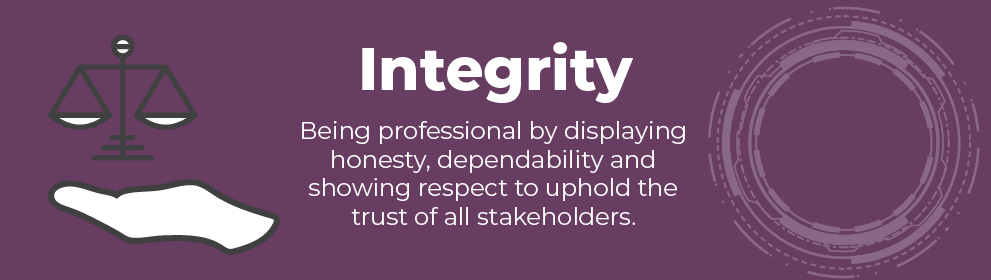 Integrity
Being professional by displaying
honesty, dependability and
showing respect to uphold the
trust of all stakeholders.